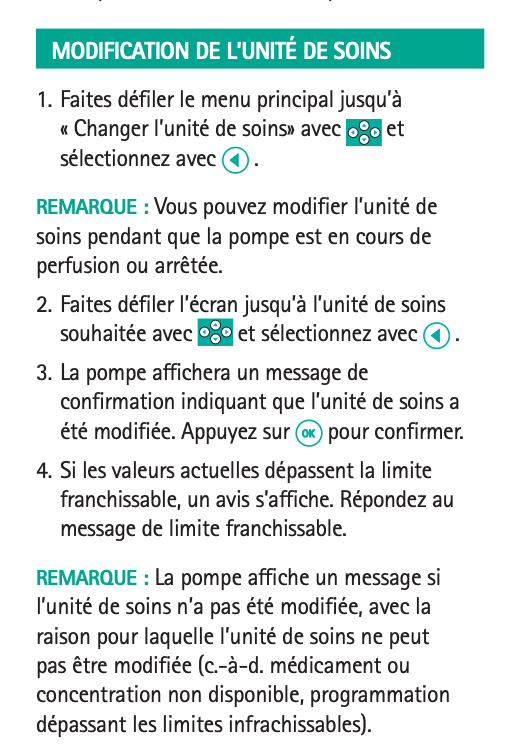 MODIFICATION DE L'UNITÉ DE SOINS
1. Faites défiler le menu principal jusqu'à
« Changer l'unité de soins» avec et
sélectionnez avec .
REMARQUE : Vous pouvez modifier l'unité de
soins pendant que la pompe est en cours de
perfusion ou arrêtée.
2. Faites défiler l'écran jusqu'à l'unité de soins
souhaitée avec et sélectionnez avec .
3. La pompe affichera un message de
confirmation indiquant que l'unité de soins a
été modifiée. Appuyez sur OK pour confirmer.
4. Si les valeurs actuelles dépassent la limite
franchissable, un avis s'affiche. Répondez au
message de limite franchissable.
REMARQUE : La pompe affiche un message si
l'unité de soins n'a pas été modifiée, avec la
raison pour laquelle l'unité de soins ne peut
pas être modifiée (c.-à-d. médicament ou
concentration non disponible, programmation
dépassant les limites infrachissables).